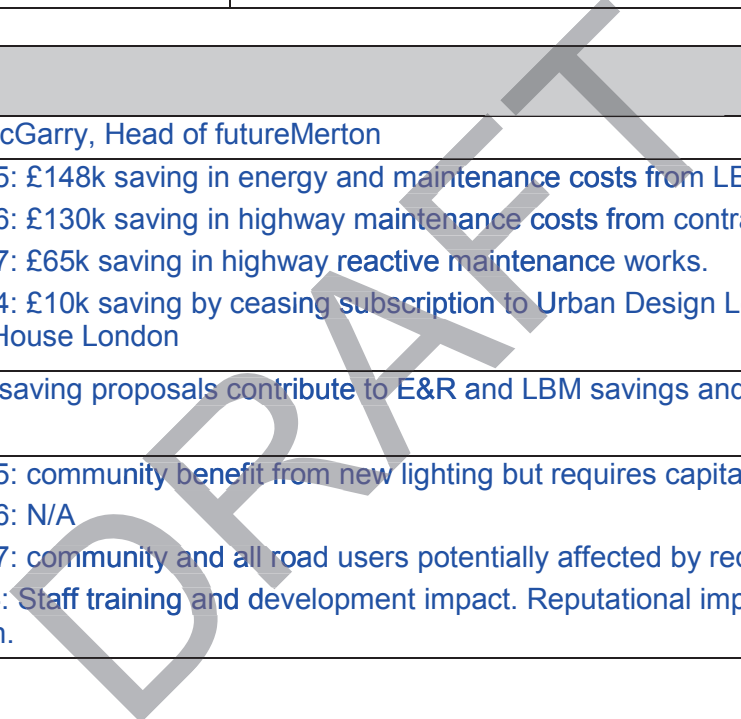 cGarry, Head of futureMerton
5: £148k saving in energy and maintenance costs from LE
6: £130k saving in highway maintenance costs from contra
7: £65k saving in highway reactive maintenance works.
4: £10k saving by ceasing subscription to Urban Design L
House London
saving proposals contribute to E&R and LBM savings and
5: community benefit from new lighting but requires capita
6: N/A
7: community and all road users potentially affected by red
: Staff training and development impact. Reputational imp
n.
DRAFT